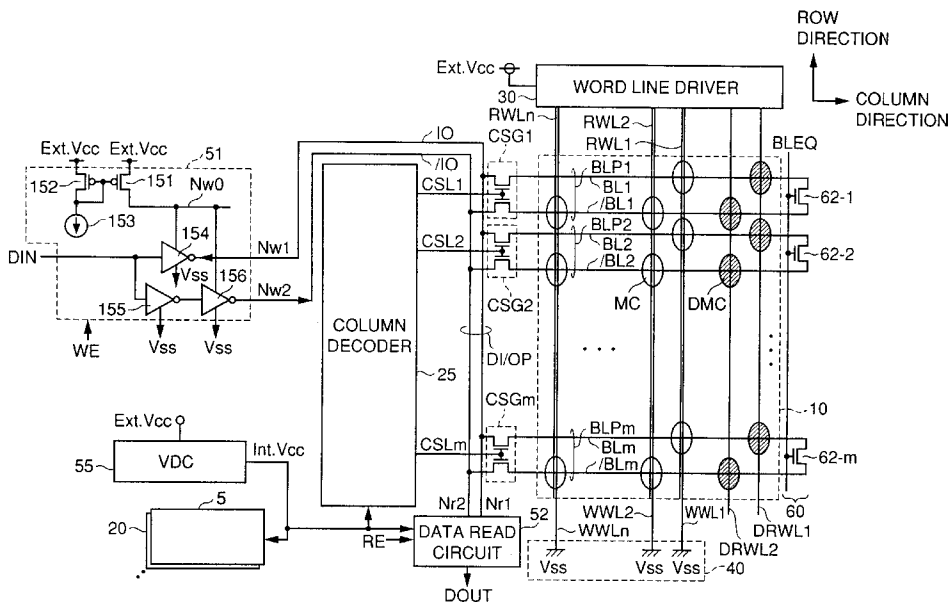 ROW
DIRECTION
COLUMN
DIRECTION
Ext.Vcc
WORD LINE DRIVER
30
RWLn
RWL2
RWL1
BLEQ
IO
/IO
CSG1
Ext.Vcc
Ext.Vcc
51
152
151
Nw0
153
CSL1
BLP1
BL1
/BL1
62-1
154
Nw1
CSL2
BLP2
BL2
/BL2
62-2
DIN
Vss
156
Nw2
155
CSG2
MC
DMC
WE
Vss
Vss
COLUMN
DECODER
DI/OP
25
CSGm
10
Ext.Vcc
Int.Vcc
VDC
55
CSLm
BLPm
BLm
/BLm
62-m
5
20
Nr2
Nr1
52
WWL2
WWL1
WWLn
60
DRWL1
DRWL2
RE
DATA READ
CIRCUIT
Vss
Vss
Vss
40
DOUT